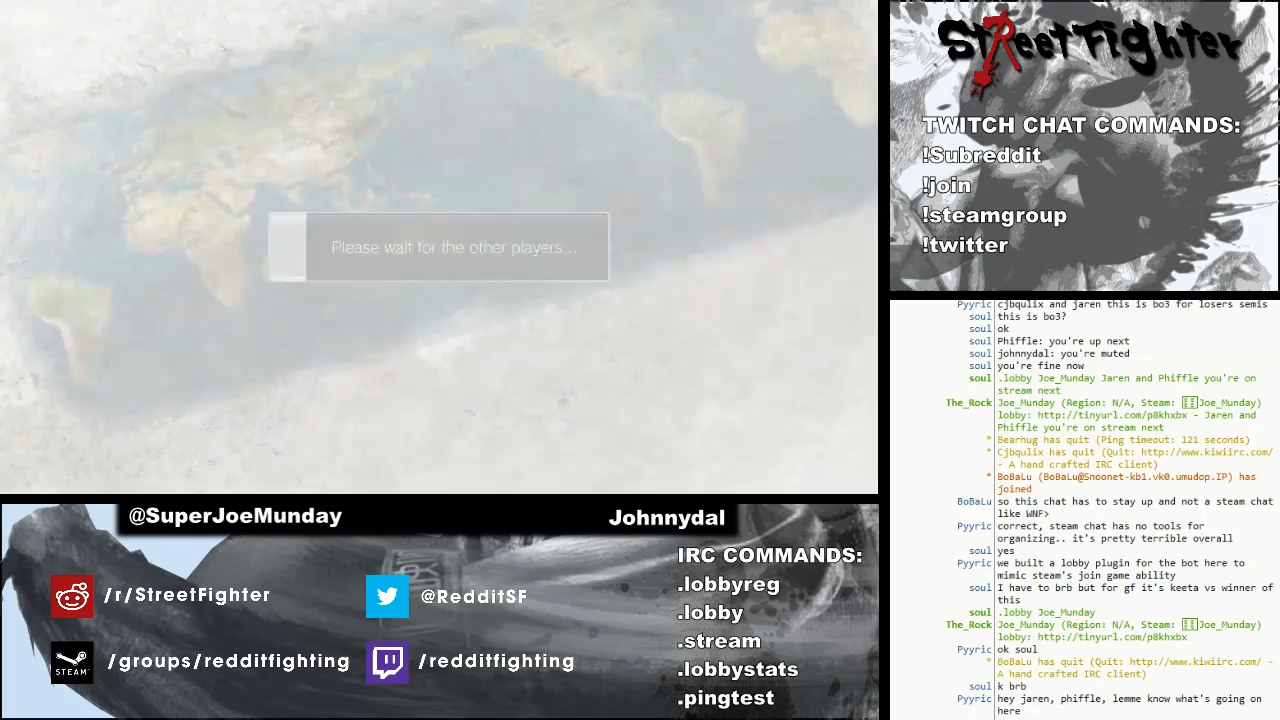 Please wait for the other players...
StReet Fighter
TWITCH CHAT COMMANDS:
!Subreddit
!join
!steamgroup
!twitter
Pyyric cjbqulix and jaren this is bo3 for losers semis
soul this is bo3?
soul ok
soul Phiffle: you're up next
soul johnnydal: you're muted
soul you're fine now
soul .lobby Joe_Munday Jaren and Phiffle you're on
stream next
The_Rock Joe_Munday (Region: N/A, Steam: Joe_Munday)
lobby: http://tinyurl.com/p8khxbx - Jaren and
Phiffle you're on stream next
* Bearhug has quit (Ping timeout: 121 seconds)
* Cjbqulix has quit (Quit: http://www.kiwiirc.com/
- A hand crafted IRC client)
* BoBaLu (BoBaLu@Snoonet-kb1.vk0.umudop.IP) has
joined
BoBaLu so this chat has to stay up and not a steam chat
like WNF>
Pyyric correct, steam chat has no tools for
organizing.. it's pretty terrible overall
soul yes
Pyyric we built a lobby plugin for the bot here to
mimic steam's join game ability
soul I have to brb but for gf it's keeta vs winner of
this
soul .lobby Joe_Munday
The_Rock Joe_Munday (Region: N/A, Steam: Joe_Munday)
lobby: http://tinyurl.com/p8khxbx
Pyyric ok soul
* BoBaLu has quit (Quit: http://www.kiwiirc.com/ -
A hand crafted IRC client)
soul k brb
Pyyric hey jaren, phiffle, lemme know what's going on
here
@SuperJoeMunday
Johnnydal
/r/StreetFighter
@RedditSF
STEAM™
/groups/redditfighting
/redditfighting
IRC COMMANDS:
.lobbyreg
.lobby
.stream
.lobbystats
.pingtest